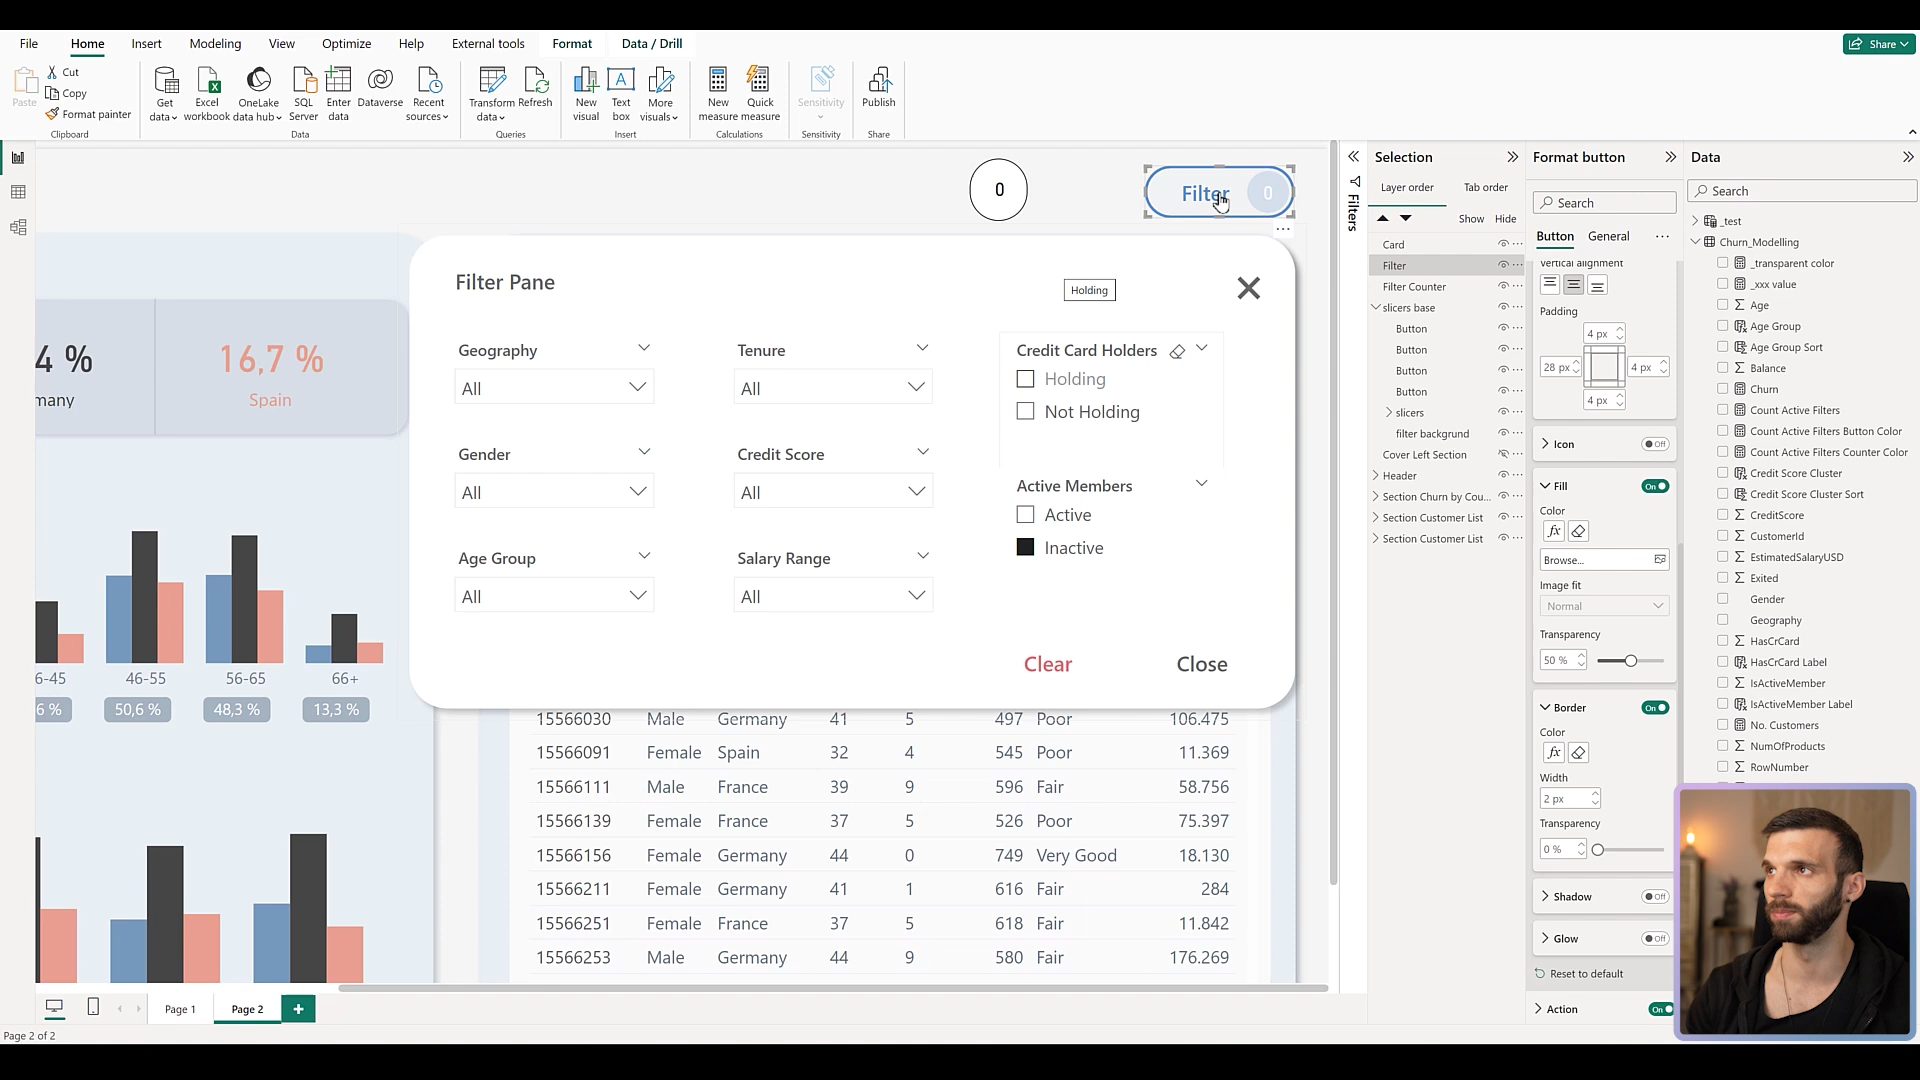 File Home Insert Modeling View Optimize Help External tools Format Data / Drill Share
Paste
Cut
Copy
Format painter
Clipboard
Get data
Excel workbook
OneLake data hub
SQL Server
Enter data
Dataverse
Recent sources
Data
Transform data
Refresh
Queries
New visual
Text box
More visuals
Insert
New measure
Quick measure
Calculations
Sensitivity
Sensitivity
Publish
Share
0
Filter 0
Filter Pane
Holding
Geography
All
Tenure
All
Credit Card Holders
Holding
Not Holding
Gender
All
Credit Score
All
Active Members
Active
Inactive
Age Group
All
Salary Range
All
Clear
Close
4 %
many
16,7 %
Spain
6-45 46-55 56-65 66+
6 % 50,6 % 48,3 % 13,3 %
15566030 Male Germany 41 5 497 Poor 106.475
15566091 Female Spain 32 4 545 Poor 11.369
15566111 Male France 39 9 596 Fair 58.756
15566139 Female France 37 5 526 Poor 75.397
15566156 Female Germany 44 0 749 Very Good 18.130
15566211 Female Germany 41 1 616 Fair 284
15566251 Female France 37 5 618 Fair 11.842
15566253 Male Germany 44 9 580 Fair 176.269
Page 1
Page 2
Page 2 of 2
Filters
Selection
Layer order Tab order
Show Hide
Card
Filter
Filter Counter
slicers base
Button
Button
Button
Button
slicers
filter backgrund
Cover Left Section
Header
Section Churn by Cou...
Section Customer List
Section Customer List
Format button
Search
Button General
Vertical alignment
Padding
4 px
28 px
4 px
4 px
Icon Off
Fill On
Color
fx
Browse...
Image fit
Normal
Transparency
50 %
Border On
Color
fx
Width
2 px
Transparency
0 %
Shadow Off
Glow Off
Reset to default
Action On
Data
Search
_test
Churn_Modelling
_transparent color
_xxx value
Age
Age Group
Age Group Sort
Balance
Churn
Count Active Filters
Count Active Filters Button Color
Count Active Filters Counter Color
Credit Score Cluster
Credit Score Cluster Sort
CreditScore
CustomerId
EstimatedSalaryUSD
Exited
Gender
Geography
HasCrCard
HasCrCard Label
IsActiveMember
IsActiveMember Label
No. Customers
NumOfProducts
RowNumber